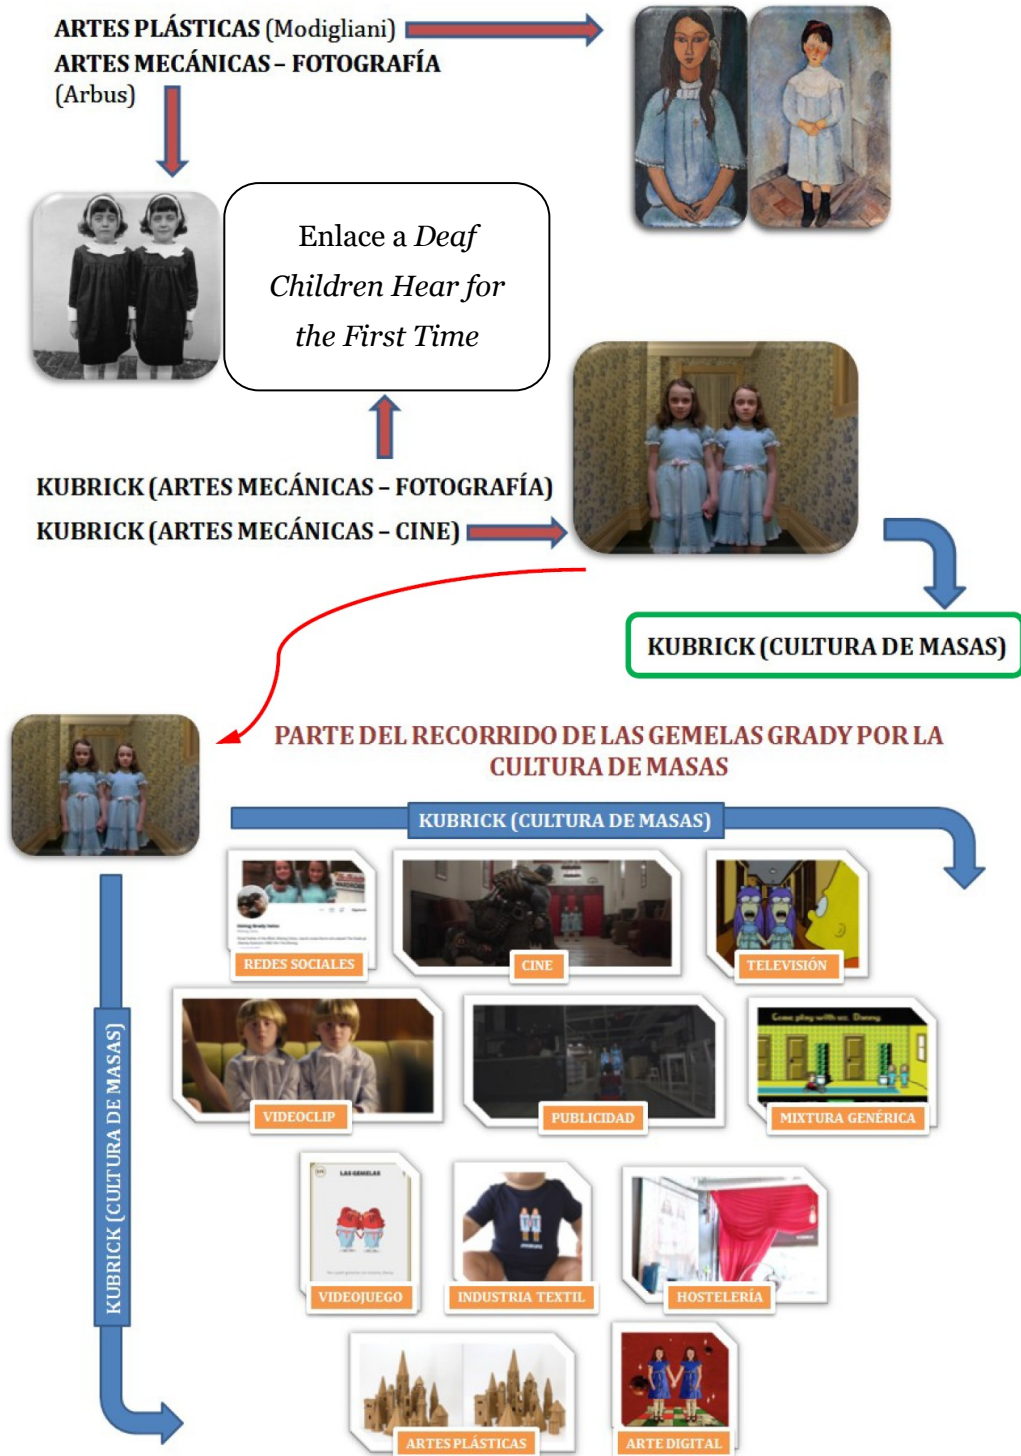 ARTES PLÁSTICAS (Modigliani)
ARTES MECÁNICAS – FOTOGRAFÍA
(Arbus)
Enlace a Deaf
Children Hear for
the First Time
KUBRICK (ARTES MECÁNICAS – FOTOGRAFÍA)
KUBRICK (ARTES MECÁNICAS – CINE)
KUBRICK (CULTURA DE MASAS)
PARTE DEL RECORRIDO DE LAS GEMELAS GRADY POR LA
CULTURA DE MASAS
KUBRICK (CULTURA DE MASAS)
KUBRICK (CULTURA DE MASAS)
REDES SOCIALES
CINE
TELEVISIÓN
Come play with us, Danny
VIDEOCLIP
PUBLICIDAD
MIXTURA GENÉRICA
LAS GEMELAS
VIDEOJUEGO
INDUSTRIA TEXTIL
HOSTELERÍA
ARTES PLÁSTICAS
ARTE DIGITAL